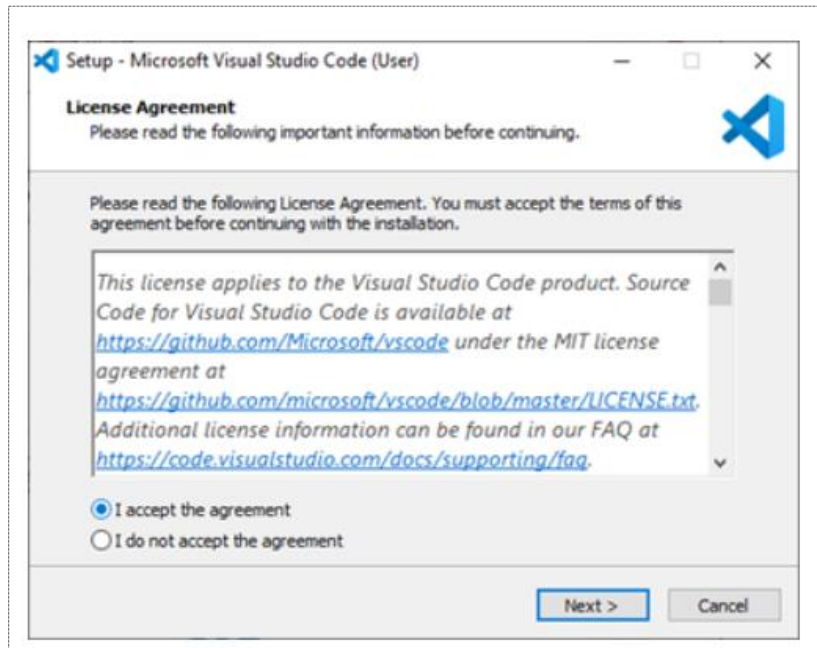 Setup - Microsoft Visual Studio Code (User)
License Agreement
Please read the following important information before continuing.
Please read the following License Agreement. You must accept the terms of this
agreement before continuing with the installation.
This license applies to the Visual Studio Code product. Source
Code for Visual Studio Code is available at
https://github.com/Microsoft/vscode under the MIT license
agreement at
https://github.com/microsoft/vscode/blob/master/LICENSE.txt.
Additional license information can be found in our FAQ at
https://code.visualstudio.com/docs/supporting/faq.
I accept the agreement
I do not accept the agreement
Next >
Cancel